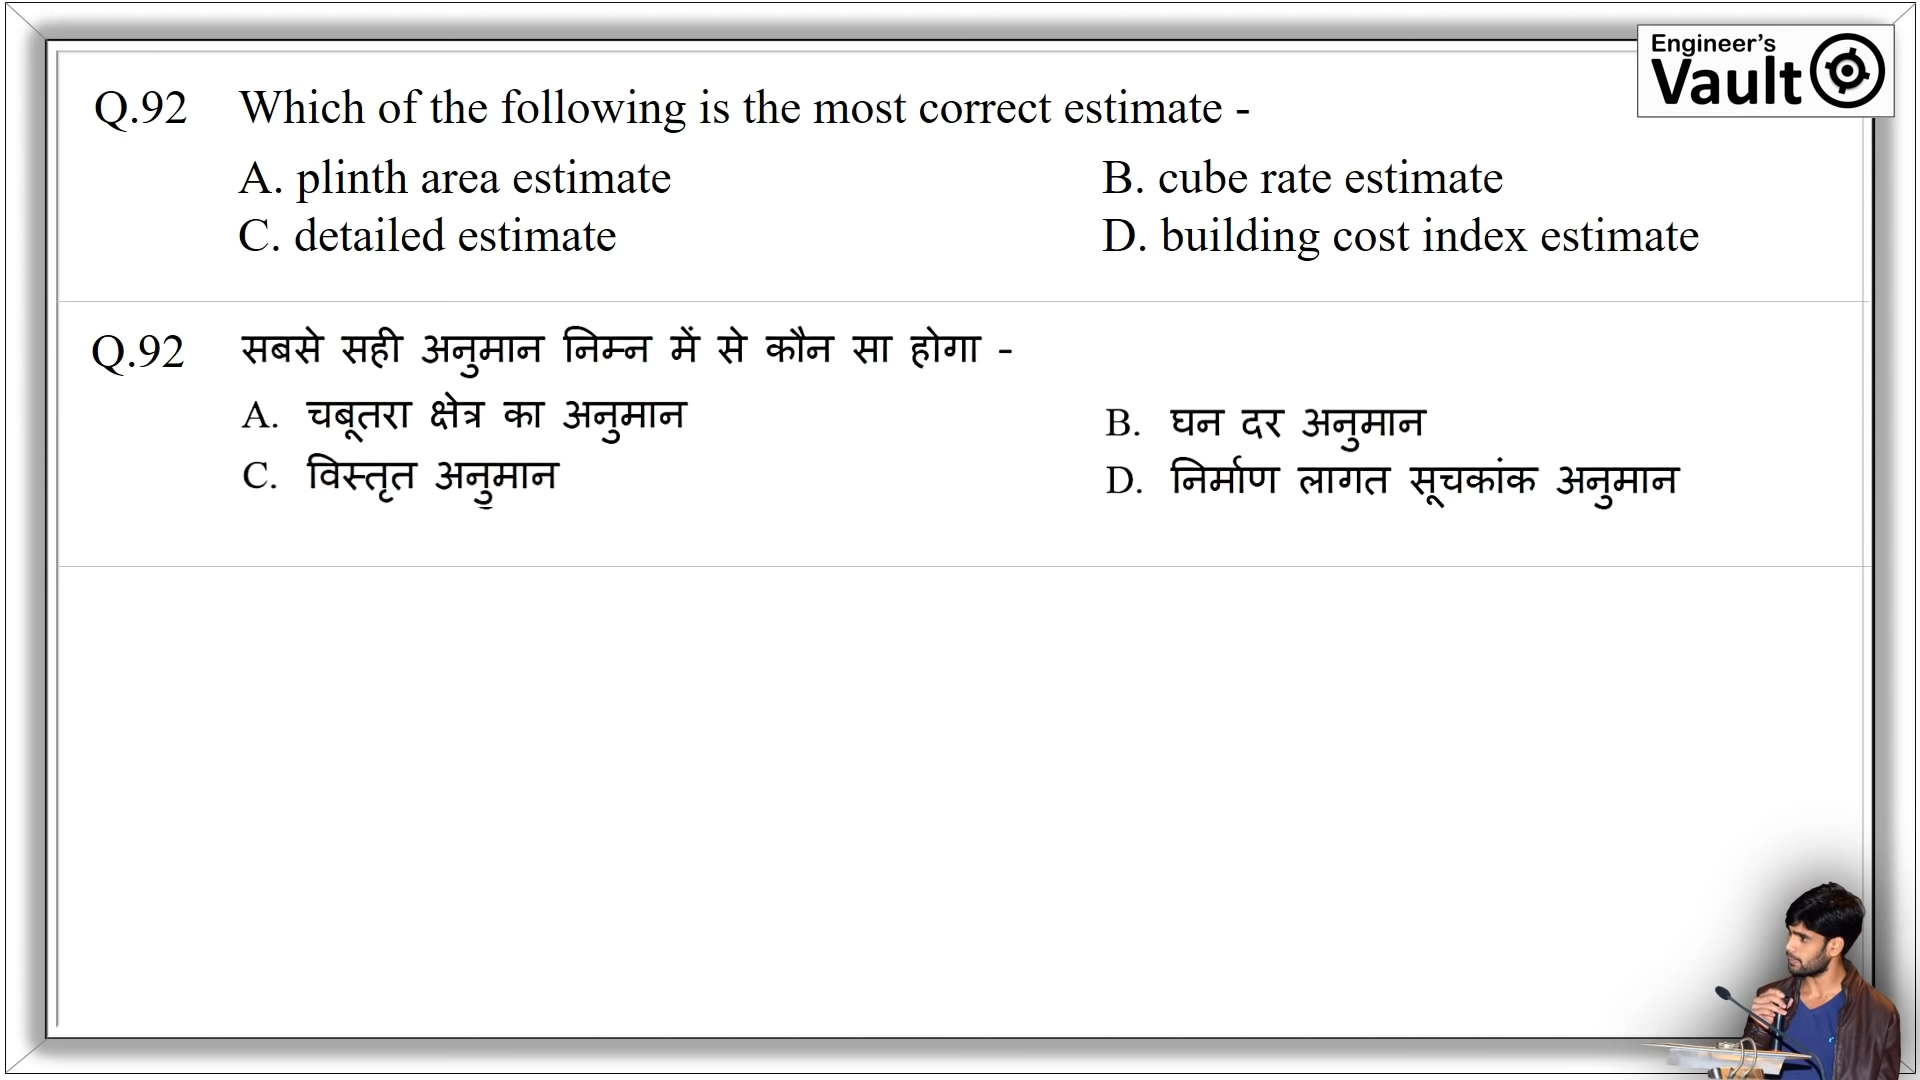 Engineer's
Vault
Q.92 Which of the following is the most correct estimate -
A. plinth area estimate B. cube rate estimate
C. detailed estimate D. building cost index estimate
Q.92 सबसे सही अनुमान निम्न में से कौन सा होगा -
A. चबूतरा क्षेत्र का अनुमान B. घन दर अनुमान
C. विस्तृत अनुमान D. निर्माण लागत सूचकांक अनुमान